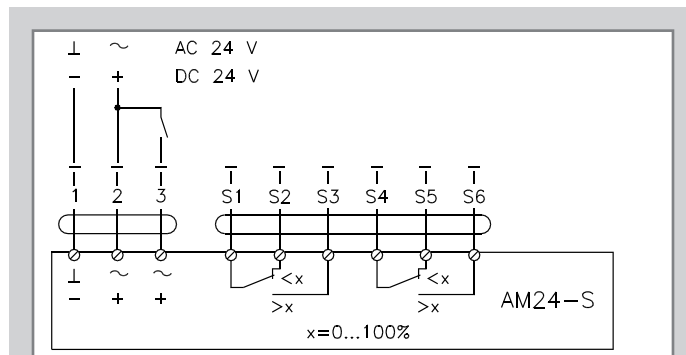 ⊥ ~ AC 24 V
− + DC 24 V
1 2 3 S1 S2 S3 S4 S5 S6
⊥ ~ ~ <x <x
− + + >x >x AM24-S
x=0...100%